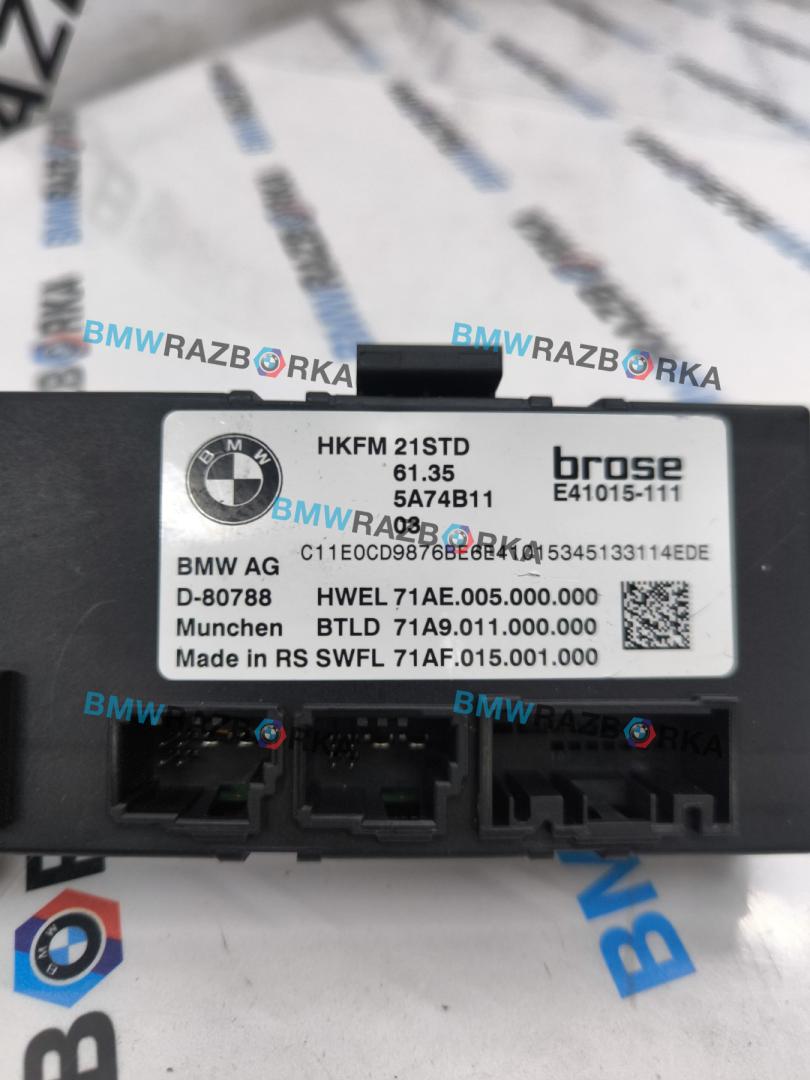 BMWRAZBORKA
BMWRAZBORKA
BMW
HKFM 21STD
61.35
5A74B11
03
brose
E41015-111
BMWRAZBORKA
C11E0CD9876BE6E41015345133114EDE
BMW AG
D-80788
Munchen
Made in RS
HWEL 71AE.005.000.000
BTLD 71A9.011.000.000
SWFL 71AF.015.001.000
BMWRAZBORKA
BMWRAZBORKA